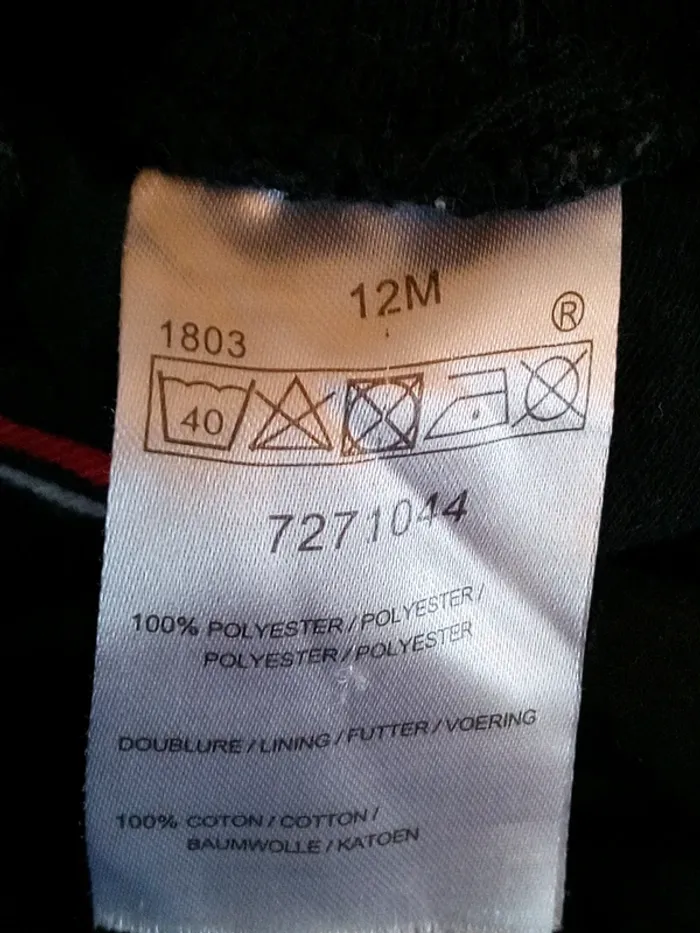 12M
®
1803
40
7271044
100% POLYESTER / POLYESTER /
POLYESTER / POLYESTER
DOUBLURE / LINING / FUTTER / VOERING
100% COTON / COTTON /
BAUMWOLLE / KATOEN